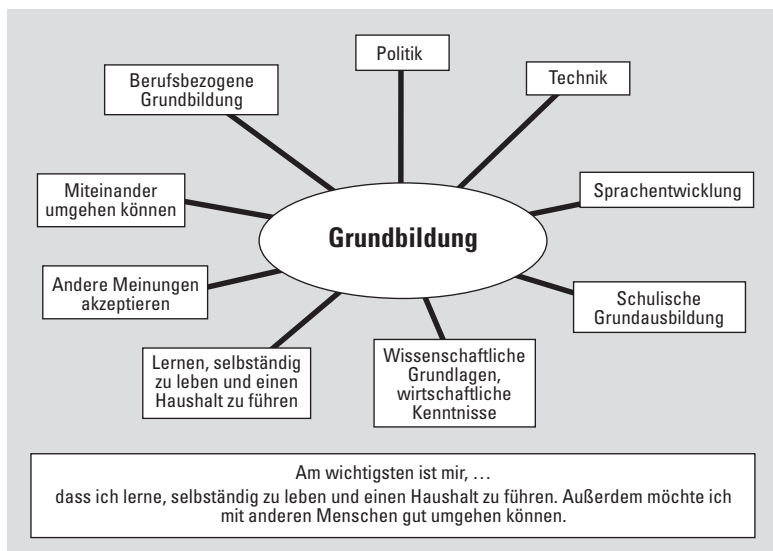 Politik
Technik
Berufsbezogene
Grundbildung
Miteinander
umgehen können
Sprachentwicklung
Grundbildung
Andere Meinungen
akzeptieren
Schulische
Grundausbildung
Lernen, selbständig
zu leben und einen
Haushalt zu führen
Wissenschaftliche
Grundlagen,
wirtschaftliche
Kenntnisse
Am wichtigsten ist mir, …
dass ich lerne, selbständig zu leben und einen Haushalt zu führen. Außerdem möchte ich
mit anderen Menschen gut umgehen können.